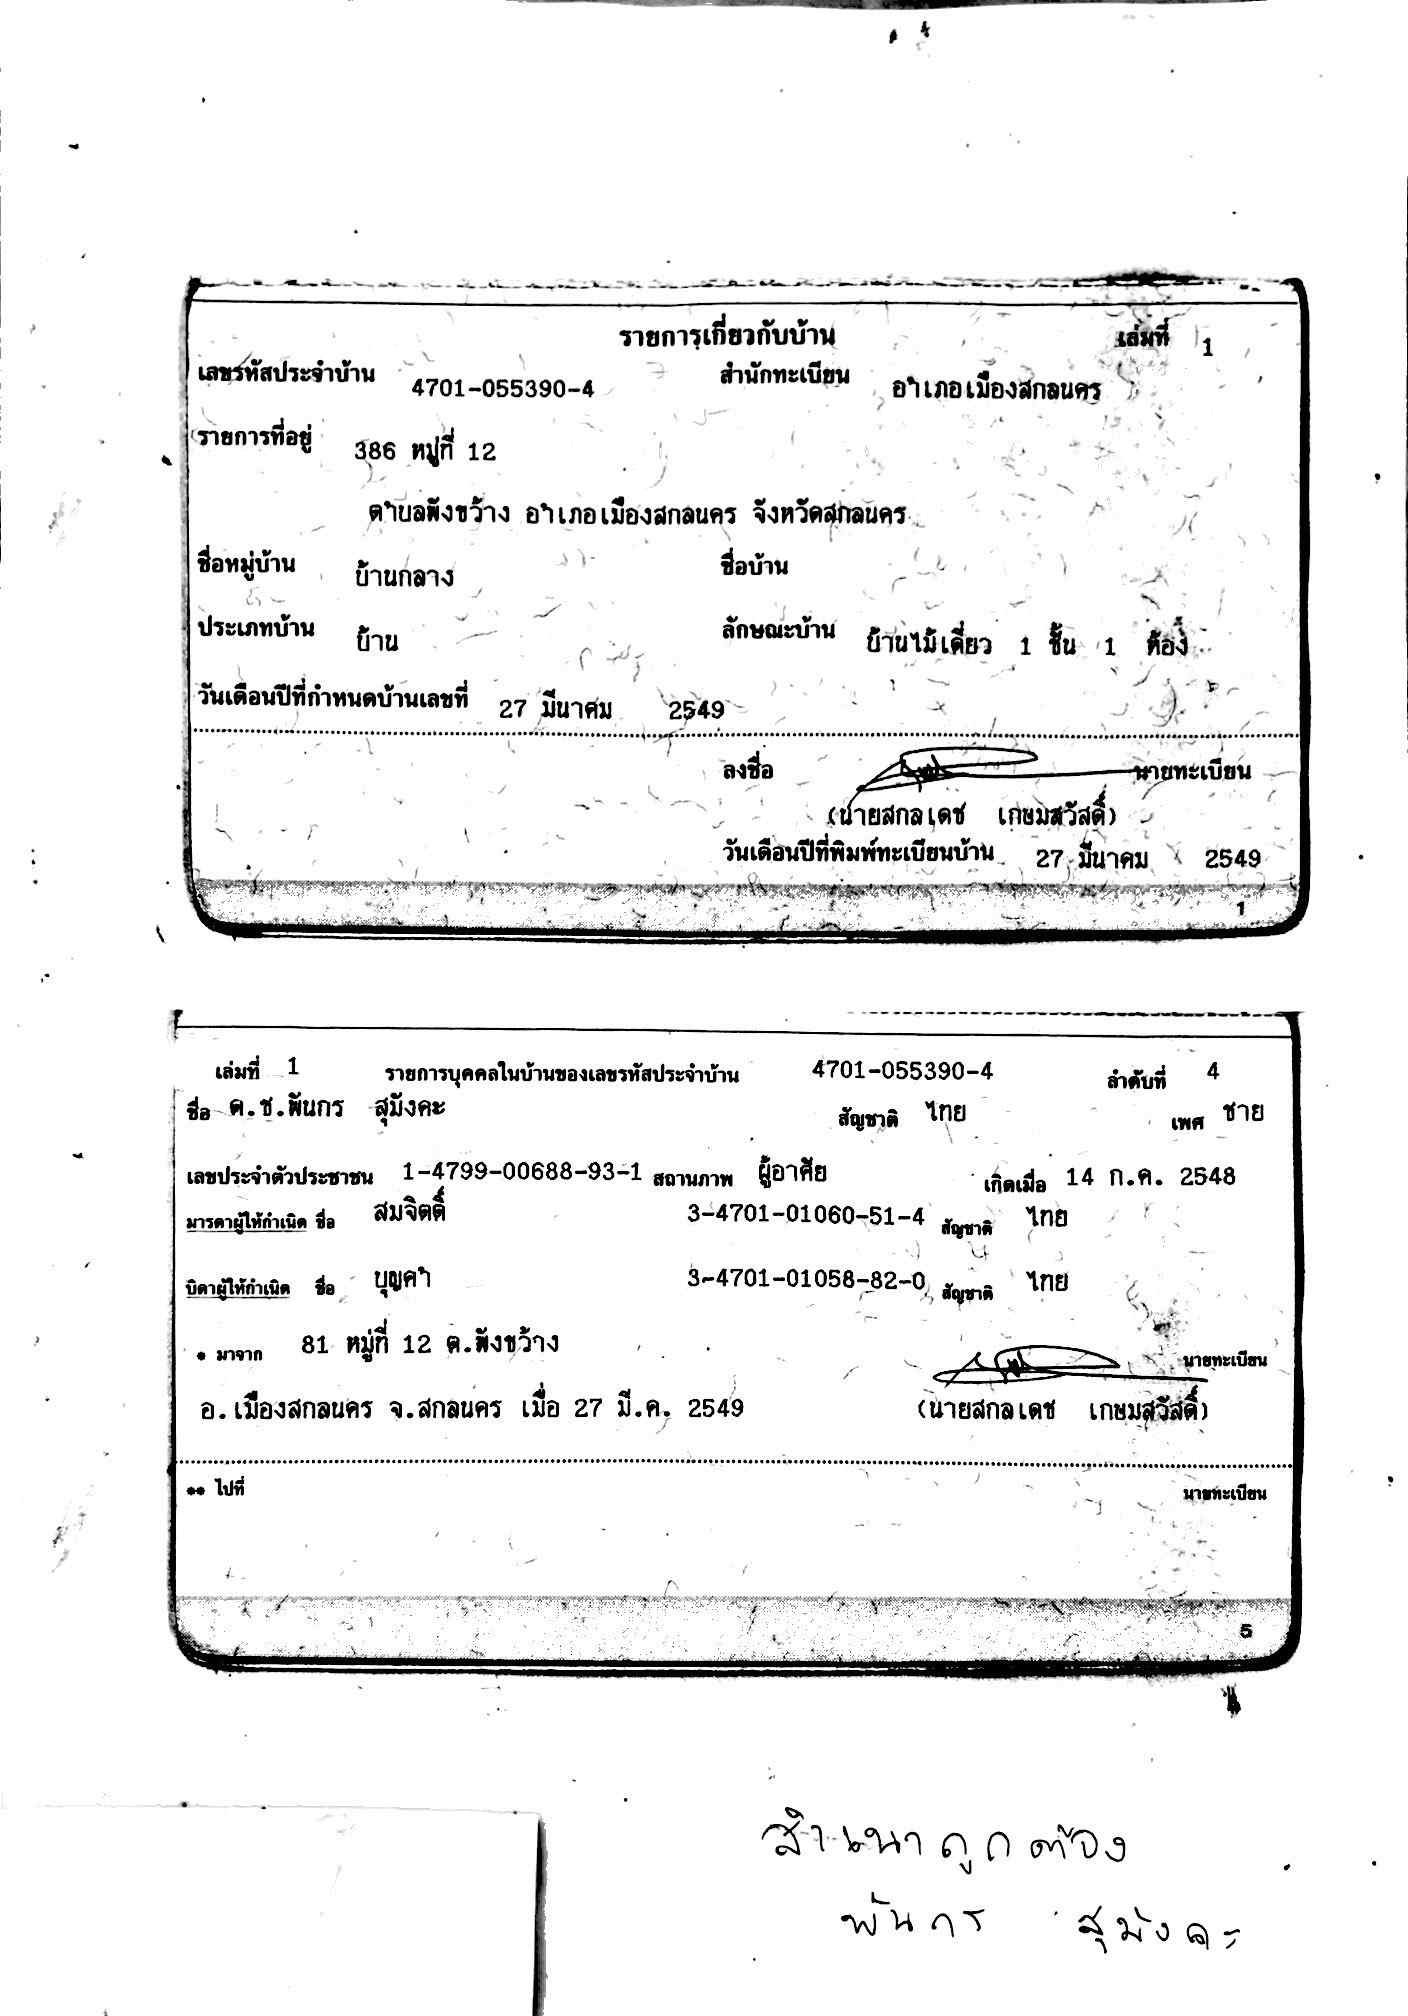 รายการเกี่ยวกับบ้าน เล่มที่ 1
เลขรหัสประจำบ้าน 4701-055390-4 สำนักทะเบียน อำเภอเมืองสกลนคร
รายการที่อยู่ 386 หมู่ที่ 12
ตำบลพังขว้าง อำเภอเมืองสกลนคร จังหวัดสกลนคร
ชื่อหมู่บ้าน บ้านกลาง ชื่อบ้าน
ประเภทบ้าน บ้าน ลักษณะบ้าน บ้านไม้เดี่ยว 1 ชั้น 1 ห้อง
วันเดือนปีที่กำหนดบ้านเลขที่ 27 มีนาคม 2549
ลงชื่อ นายทะเบียน
(นายสกลเดช เกษมสวัสดิ์)
วันเดือนปีที่พิมพ์ทะเบียนบ้าน 27 มีนาคม 2549
1
เล่มที่ 1 รายการบุคคลในบ้านของเลขรหัสประจำบ้าน 4701-055390-4 ลำดับที่ 4
ชื่อ ด.ช.พันกร สุมังคะ สัญชาติ ไทย เพศ ชาย
เลขประจำตัวประชาชน 1-4799-00688-93-1 สถานภาพ ผู้อาศัย เกิดเมื่อ 14 ก.ค. 2548
มารดาผู้ให้กำเนิด ชื่อ สมจิตติ์ 3-4701-01060-51-4 สัญชาติ ไทย
บิดาผู้ให้กำเนิด ชื่อ บุญคำ 3-4701-01058-82-0 สัญชาติ ไทย
* มาจาก 81 หมู่ที่ 12 ต.พังขว้าง นายทะเบียน
อ.เมืองสกลนคร จ.สกลนคร เมื่อ 27 มี.ค. 2549 (นายสกลเดช เกษมสวัสดิ์)
** ไปที่ นายทะเบียน
5
สำเนาถูกต้อง
พันกร สุมังคะ